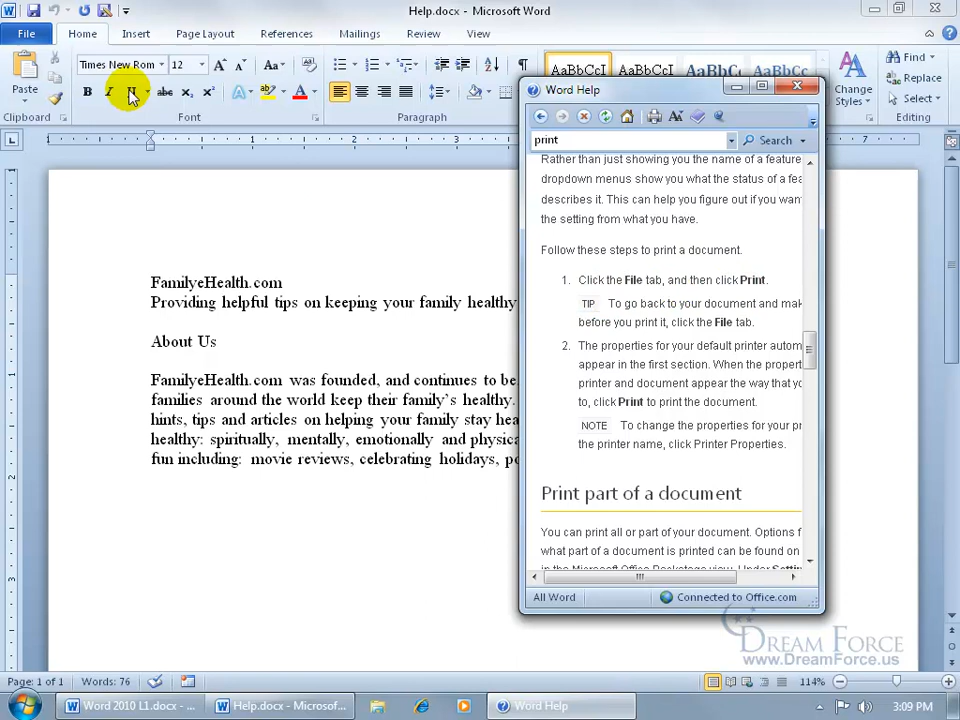 Help.docx - Microsoft Word
File Home Insert Page Layout References Mailings Review View
Times New Rom 12 Aa
Find
Replace
Select
Paste
B I U abc x₂ x² A ab A
AaBbCcI AaBbCcI
Change
Styles
Clipboard Font Paragraph Editing
Word Help
print Search
Rather than just showing you the name of a feature
dropdown menus show you what the status of a fea
describes it. This can help you figure out if you want
the setting from what you have.
Follow these steps to print a document.
1. Click the File tab, and then click Print.
TIP To go back to your document and mak
before you print it, click the File tab.
2. The properties for your default printer autom
appear in the first section. When the propert
printer and document appear the way that yo
to, click Print to print the document.
NOTE To change the properties for your pr
the printer name, click Printer Properties.
Print part of a document
You can print all or part of your document. Options f
what part of a document is printed can be found on
All Word Connected to Office.com
FamilyeHealth.com
Providing helpful tips on keeping your family healthy
About Us
FamilyeHealth.com was founded, and continues to be
families around the world keep their family's healthy.
hints, tips and articles on helping your family stay hea
healthy: spiritually, mentally, emotionally and physica
fun including: movie reviews, celebrating holidays, po
DREAM FORCE
www.DreamForce.us
Page: 1 of 1 Words: 76 114%
Word 2010 L1.docx - ... Help.docx - Microsof... Word Help 3:09 PM